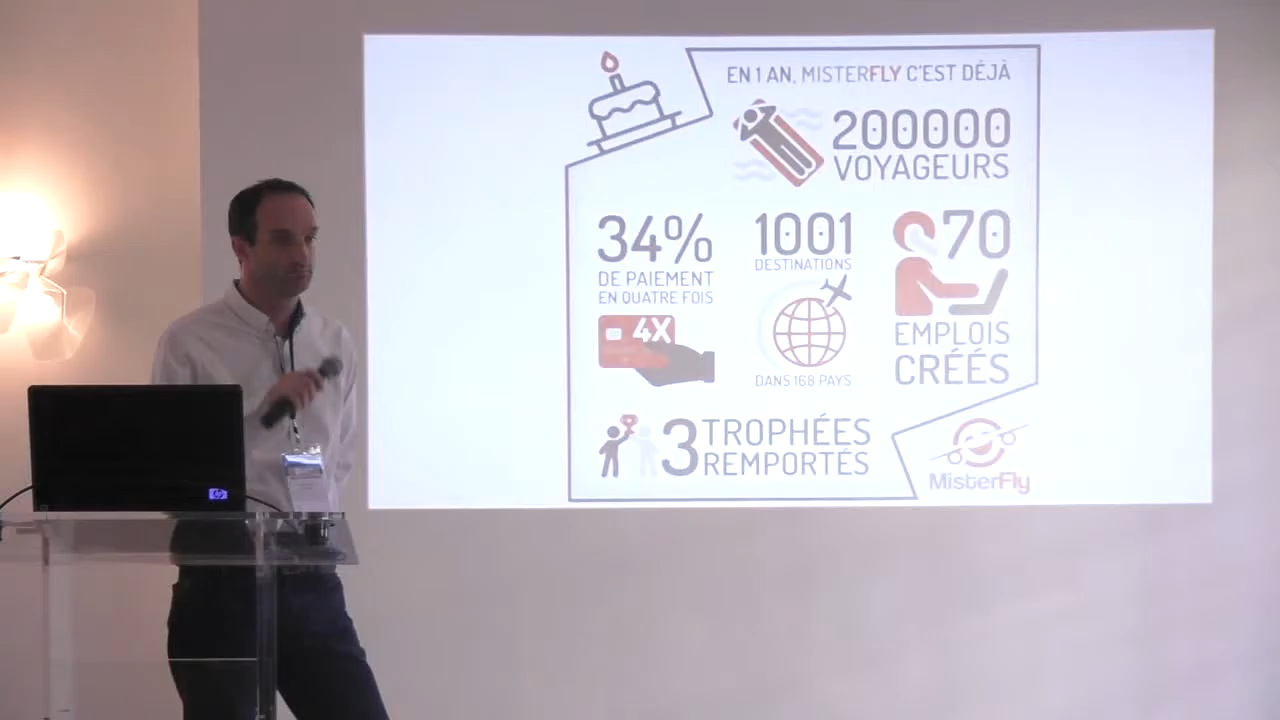 EN 1 AN, MISTERFLY C'EST DÉJÀ
200000
VOYAGEURS
34%
DE PAIEMENT
EN QUATRE FOIS
4X
1001
DESTINATIONS
DANS 168 PAYS
70
EMPLOIS
CRÉÉS
3 TROPHÉES
REMPORTÉS
MisterFly
hp